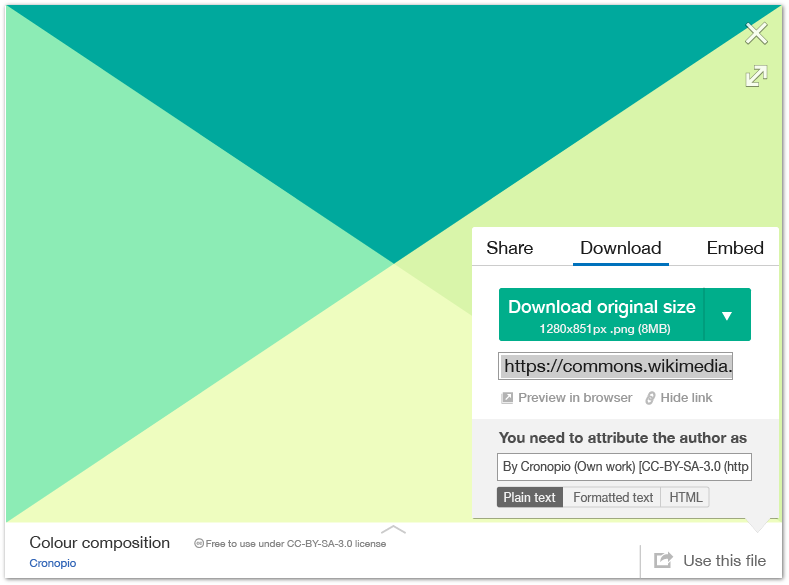 Share Download Embed
Download original size
1280x851px .png (8MB)
https://commons.wikimedia.
Preview in browser Hide link
You need to attribute the author as
By Cronopio (Own work) [CC-BY-SA-3.0 (http
Plain text Formatted text HTML
Colour composition Free to use under CC-BY-SA-3.0 license
Cronopio
Use this file